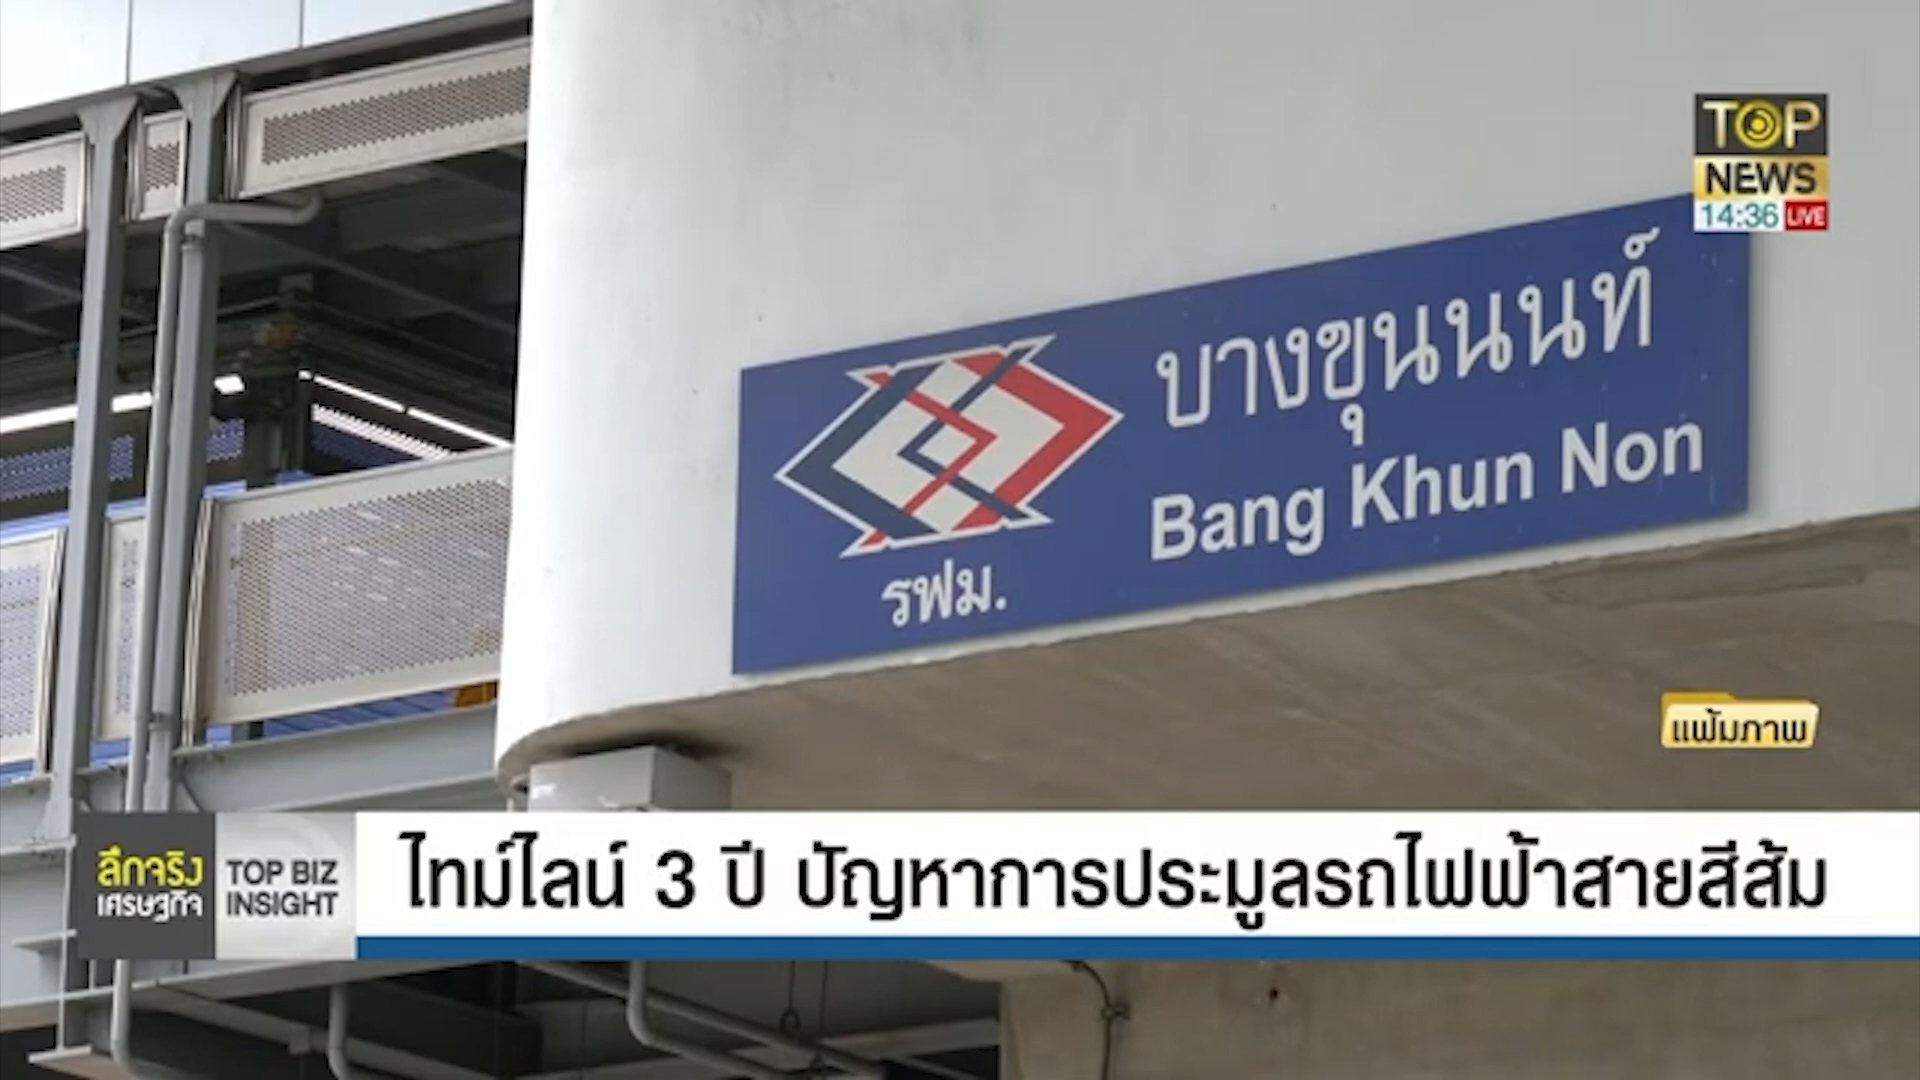 TOP
NEWS
14:36 LIVE
บางขุนนนท์
Bang Khun Non
รฟม.
แฟ้มภาพ
ลึกจริง
เศรษฐกิจ
TOP BIZ
INSIGHT
ไทม์ไลน์ 3 ปี ปัญหาการประมูลรถไฟฟ้าสายสีส้ม